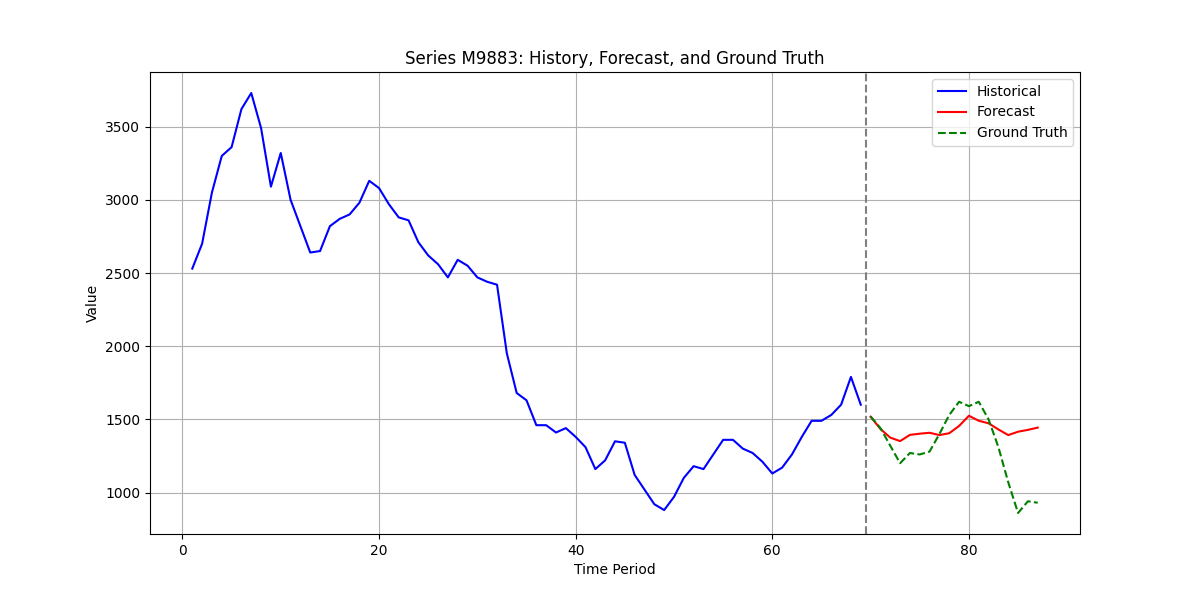 Series M9883: History, Forecast, and Ground Truth
Historical
Forecast
Ground Truth
3500
3000
2500
2000
1500
1000
Value
0 20 40 60 80
Time Period